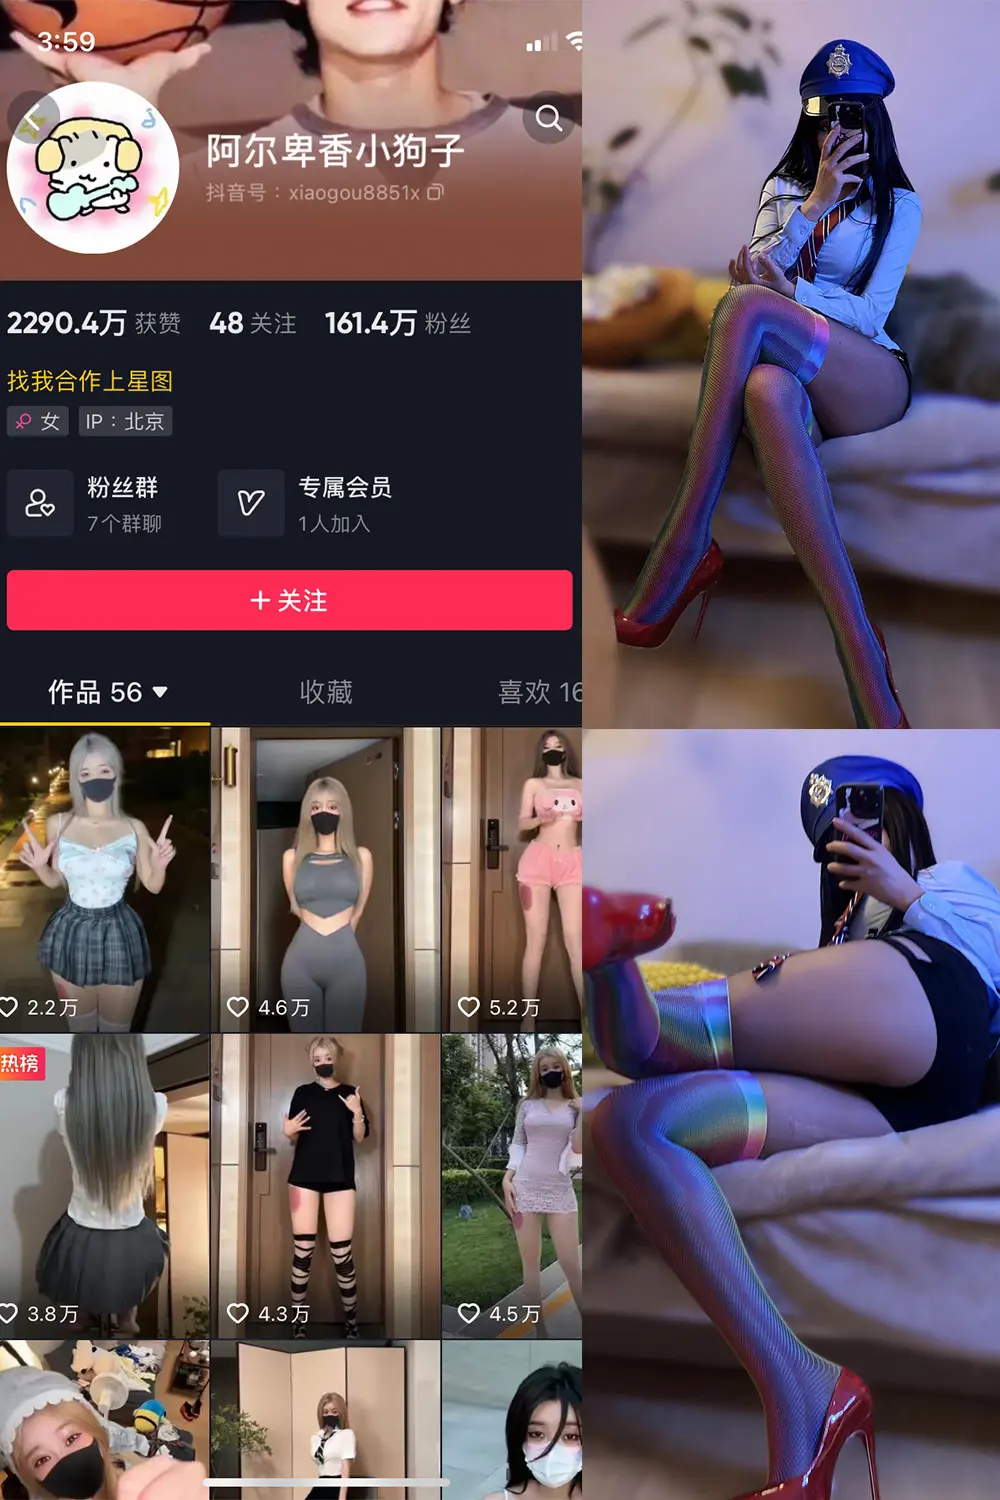 3:59
阿尔卑香小狗子
抖音号：xiaogou8851x
2290.4万 获赞 48 关注 161.4万 粉丝
找我合作上星图
女 IP：北京
粉丝群
7个群聊
专属会员
1人加入
+ 关注
作品 56 收藏 喜欢 16
2.2万 4.6万 5.2万
热榜
3.8万 4.3万 4.5万